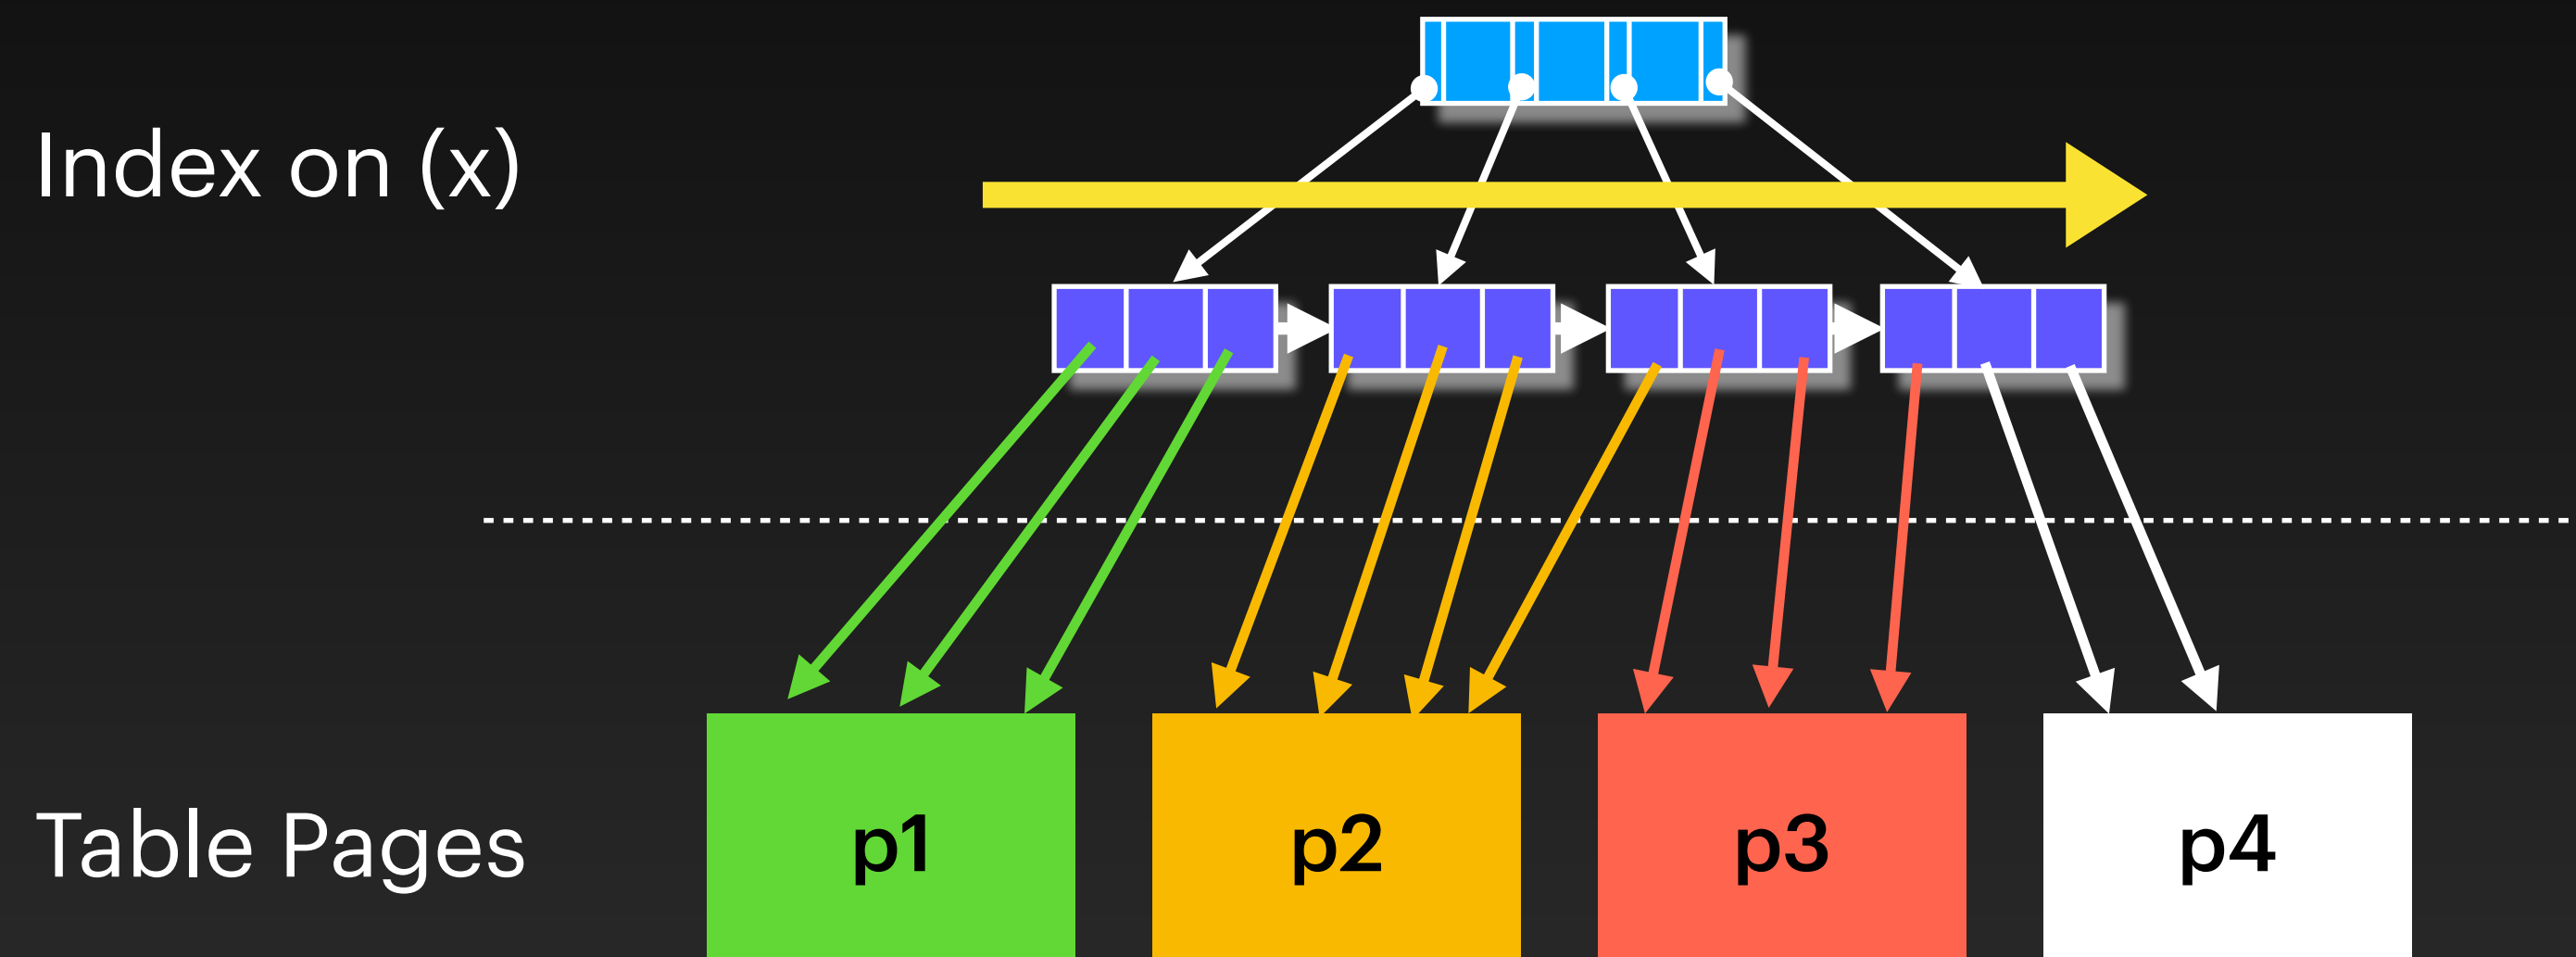 Index on (x)
Table Pages
p1
p2
p3
p4